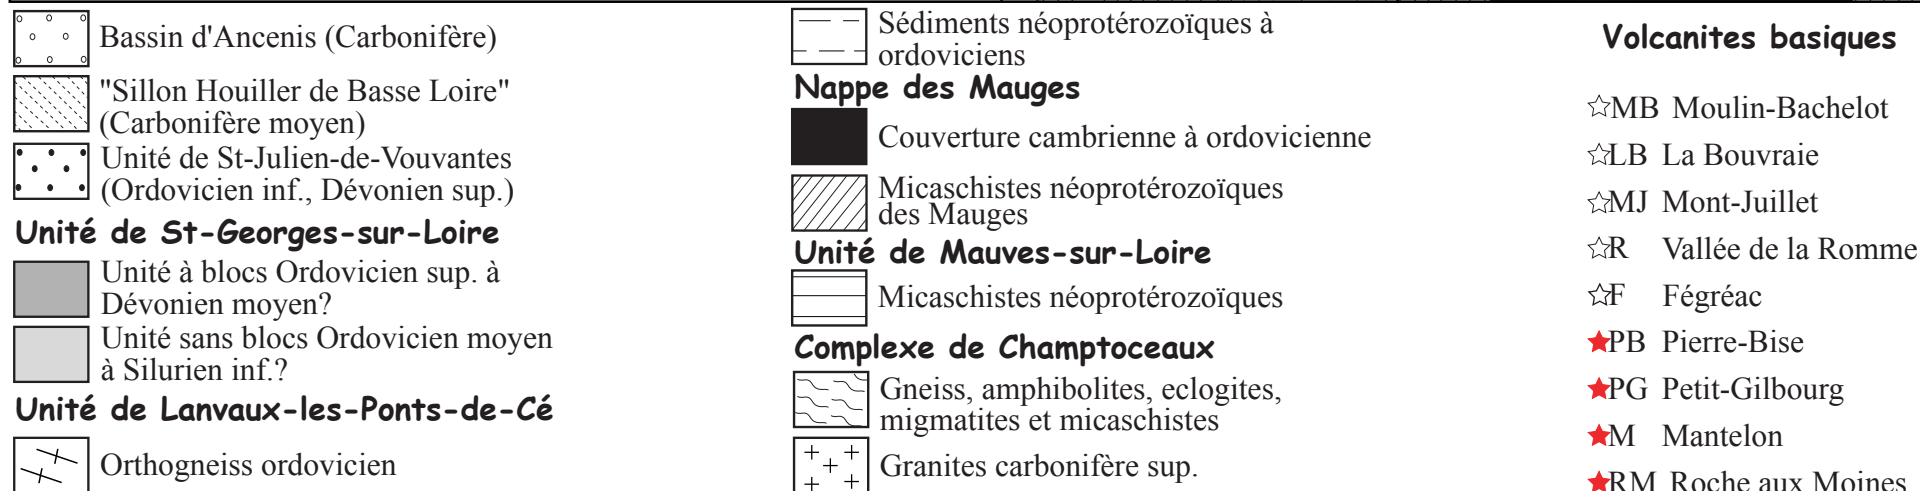 Bassin d'Ancenis (Carbonifère)
"Sillon Houiller de Basse Loire"
(Carbonifère moyen)
Unité de St-Julien-de-Vouvantes
(Ordovicien inf., Dévonien sup.)
Unité de St-Georges-sur-Loire
Unité à blocs Ordovicien sup. à
Dévonien moyen?
Unité sans blocs Ordovicien moyen
à Silurien inf.?
Unité de Lanvaux-les-Ponts-de-Cé
Orthogneiss ordovicien
Sédiments néoprotérozoïques à
ordoviciens
Nappe des Mauges
Couverture cambrienne à ordovicienne
Micaschistes néoprotérozoïques
des Mauges
Unité de Mauves-sur-Loire
Micaschistes néoprotérozoïques
Complexe de Champtoceaux
Gneiss, amphibolites, eclogites,
migmatites et micaschistes
Granites carbonifère sup.
Volcanites basiques
☆MB Moulin-Bachelot
☆LB La Bouvraie
☆MJ Mont-Juillet
☆R Vallée de la Romme
☆F Fégréac
★PB Pierre-Bise
★PG Petit-Gilbourg
★M Mantelon
★RM Roche aux Moines